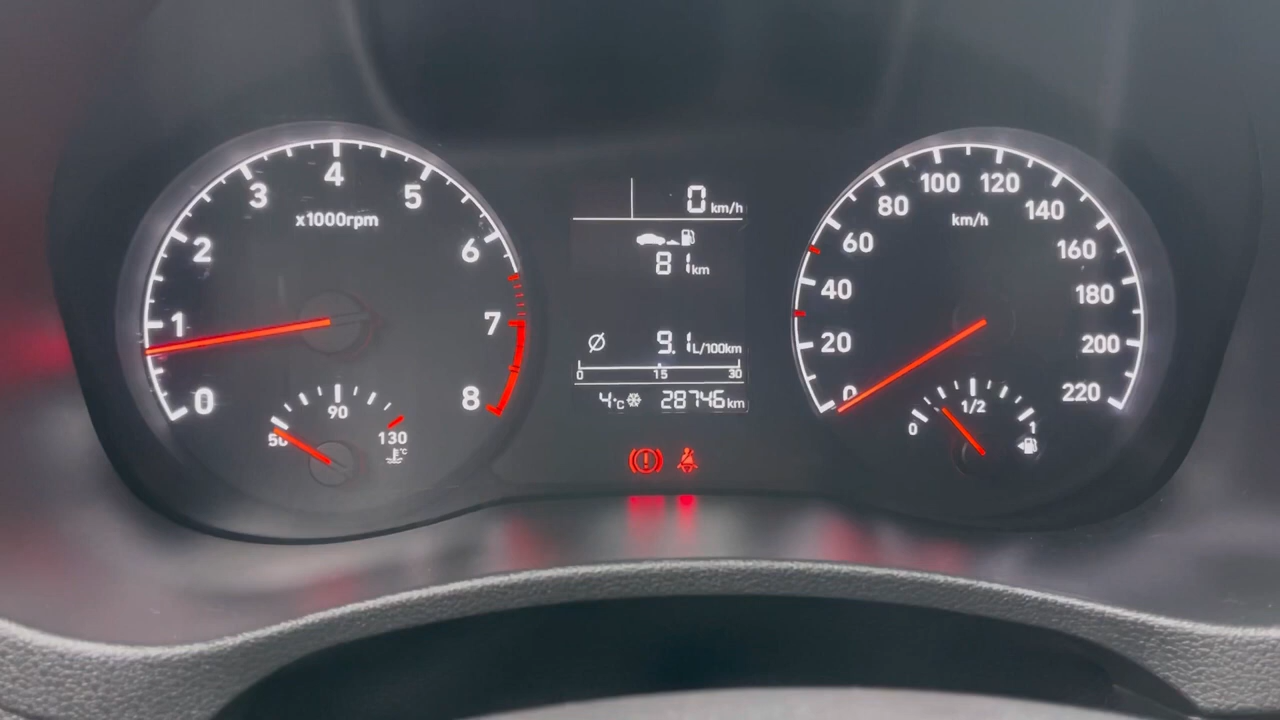 0 1 2 3 4 5 6 7 8
x1000rpm
50 90 130
°C
0 km/h
81 km
9.1 L/100km
0 15 30
4°C 28746 km
0 20 40 60 80 100 120 140 160 180 200 220
km/h
0 1/2 1